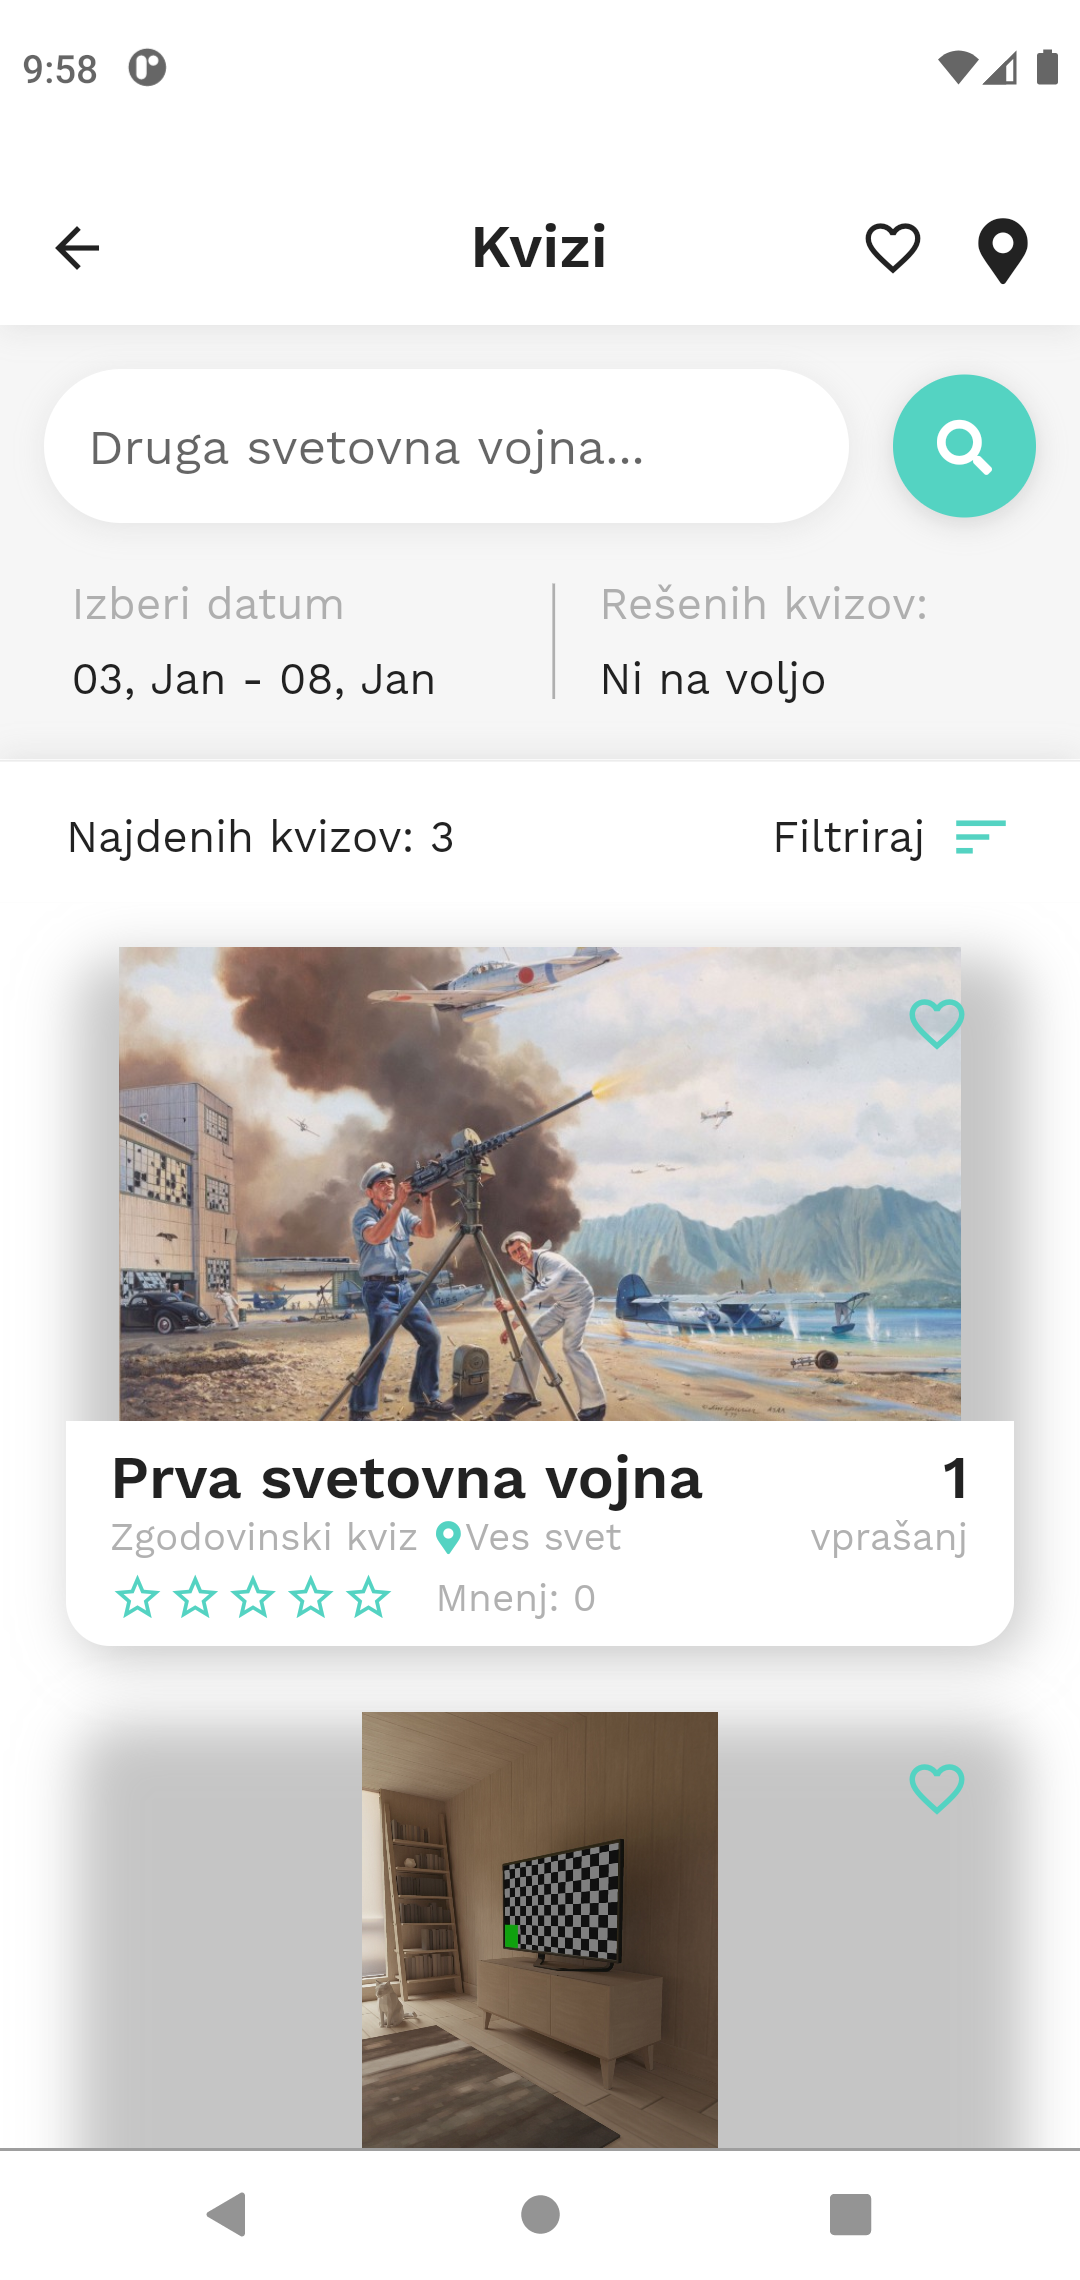 9:58
Kvizi
Druga svetovna vojna...
Izberi datum
Rešenih kvizov:
03, Jan - 08, Jan
Ni na voljo
Najdenih kvizov: 3
Filtriraj
Prva svetovna vojna
1
Zgodovinski kviz
Ves svet
vprašanj
Mnenj: 0